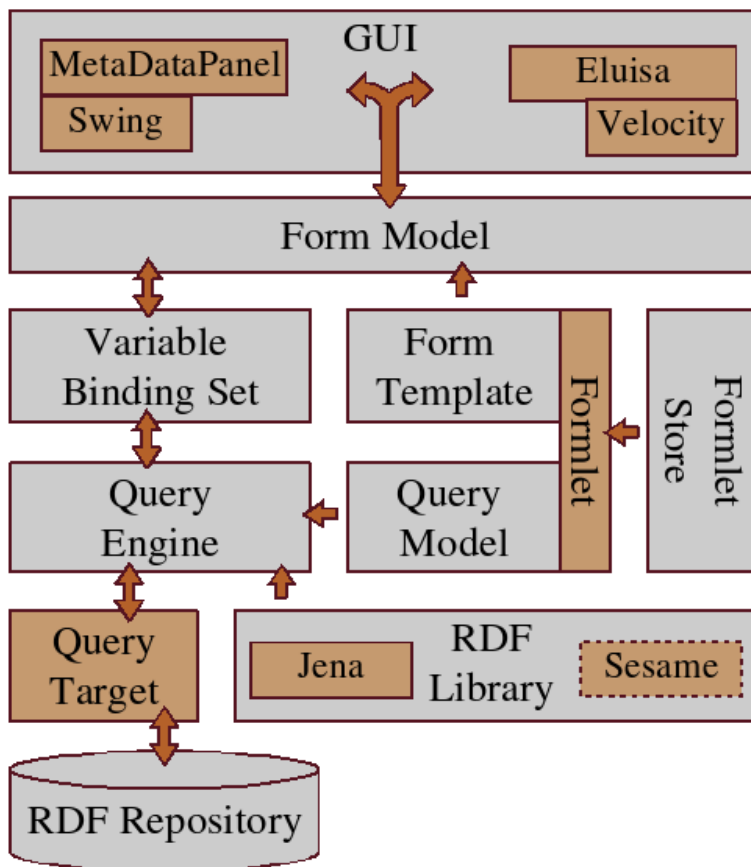 GUI
MetaDataPanel
Swing
Eluisa
Velocity
Form Model
Variable
Binding Set
Form
Template
Formlet
Formlet
Store
Query
Engine
Query
Model
Query
Target
RDF
Library
Jena
Sesame
RDF Repository